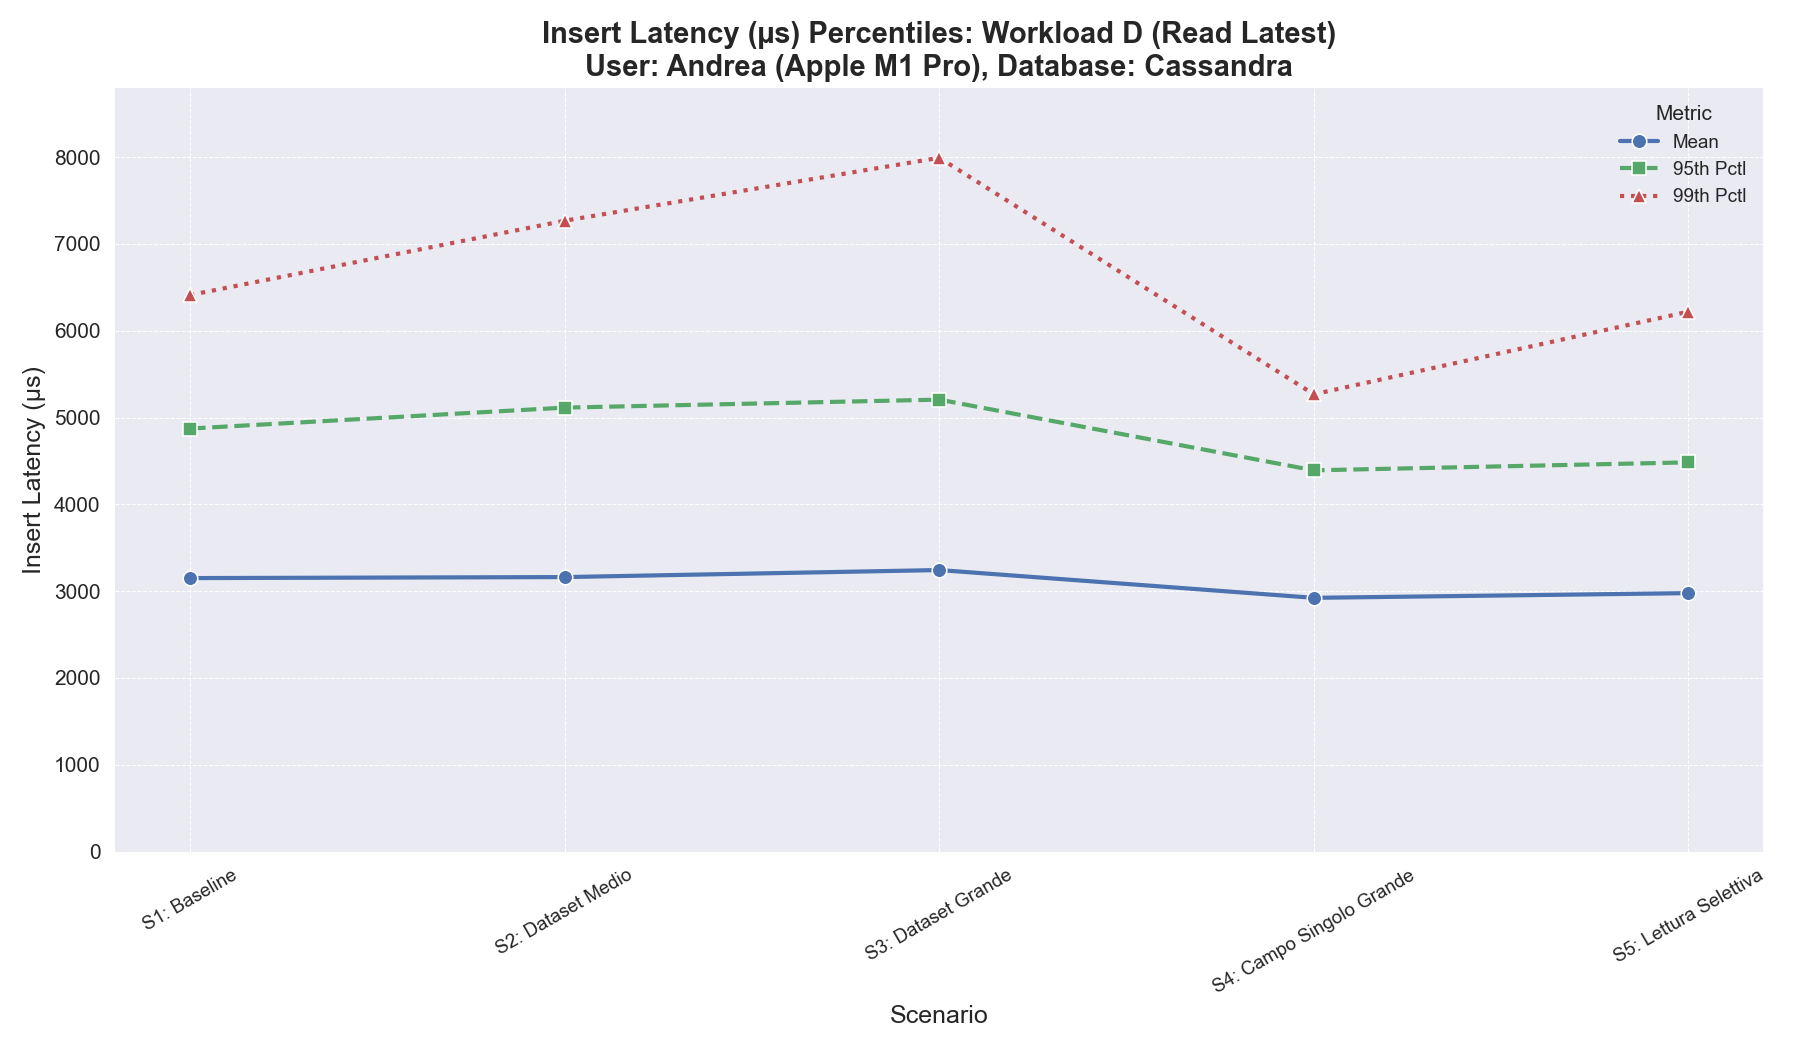 Insert Latency (µs) Percentiles: Workload D (Read Latest)
User: Andrea (Apple M1 Pro), Database: Cassandra
Metric
Mean
95th Pctl
99th Pctl
Insert Latency (µs)
8000
7000
6000
5000
4000
3000
2000
1000
0
S1: Baseline
S2: Dataset Medio
S3: Dataset Grande
S4: Campo Singolo Grande
S5: Lettura Selettiva
Scenario